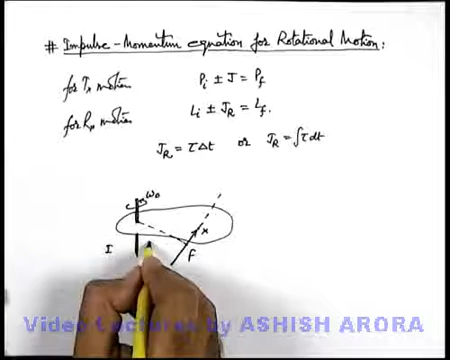 # Impulse-Momentum equation for Rotational Motion:
for Tn motion Pi ± J = Pf
for Rn motion Li ± JR = Lf.
JR = τΔt or JR = ∫τdt
ω0
x
I F
Video Lectures by ASHISH ARORA